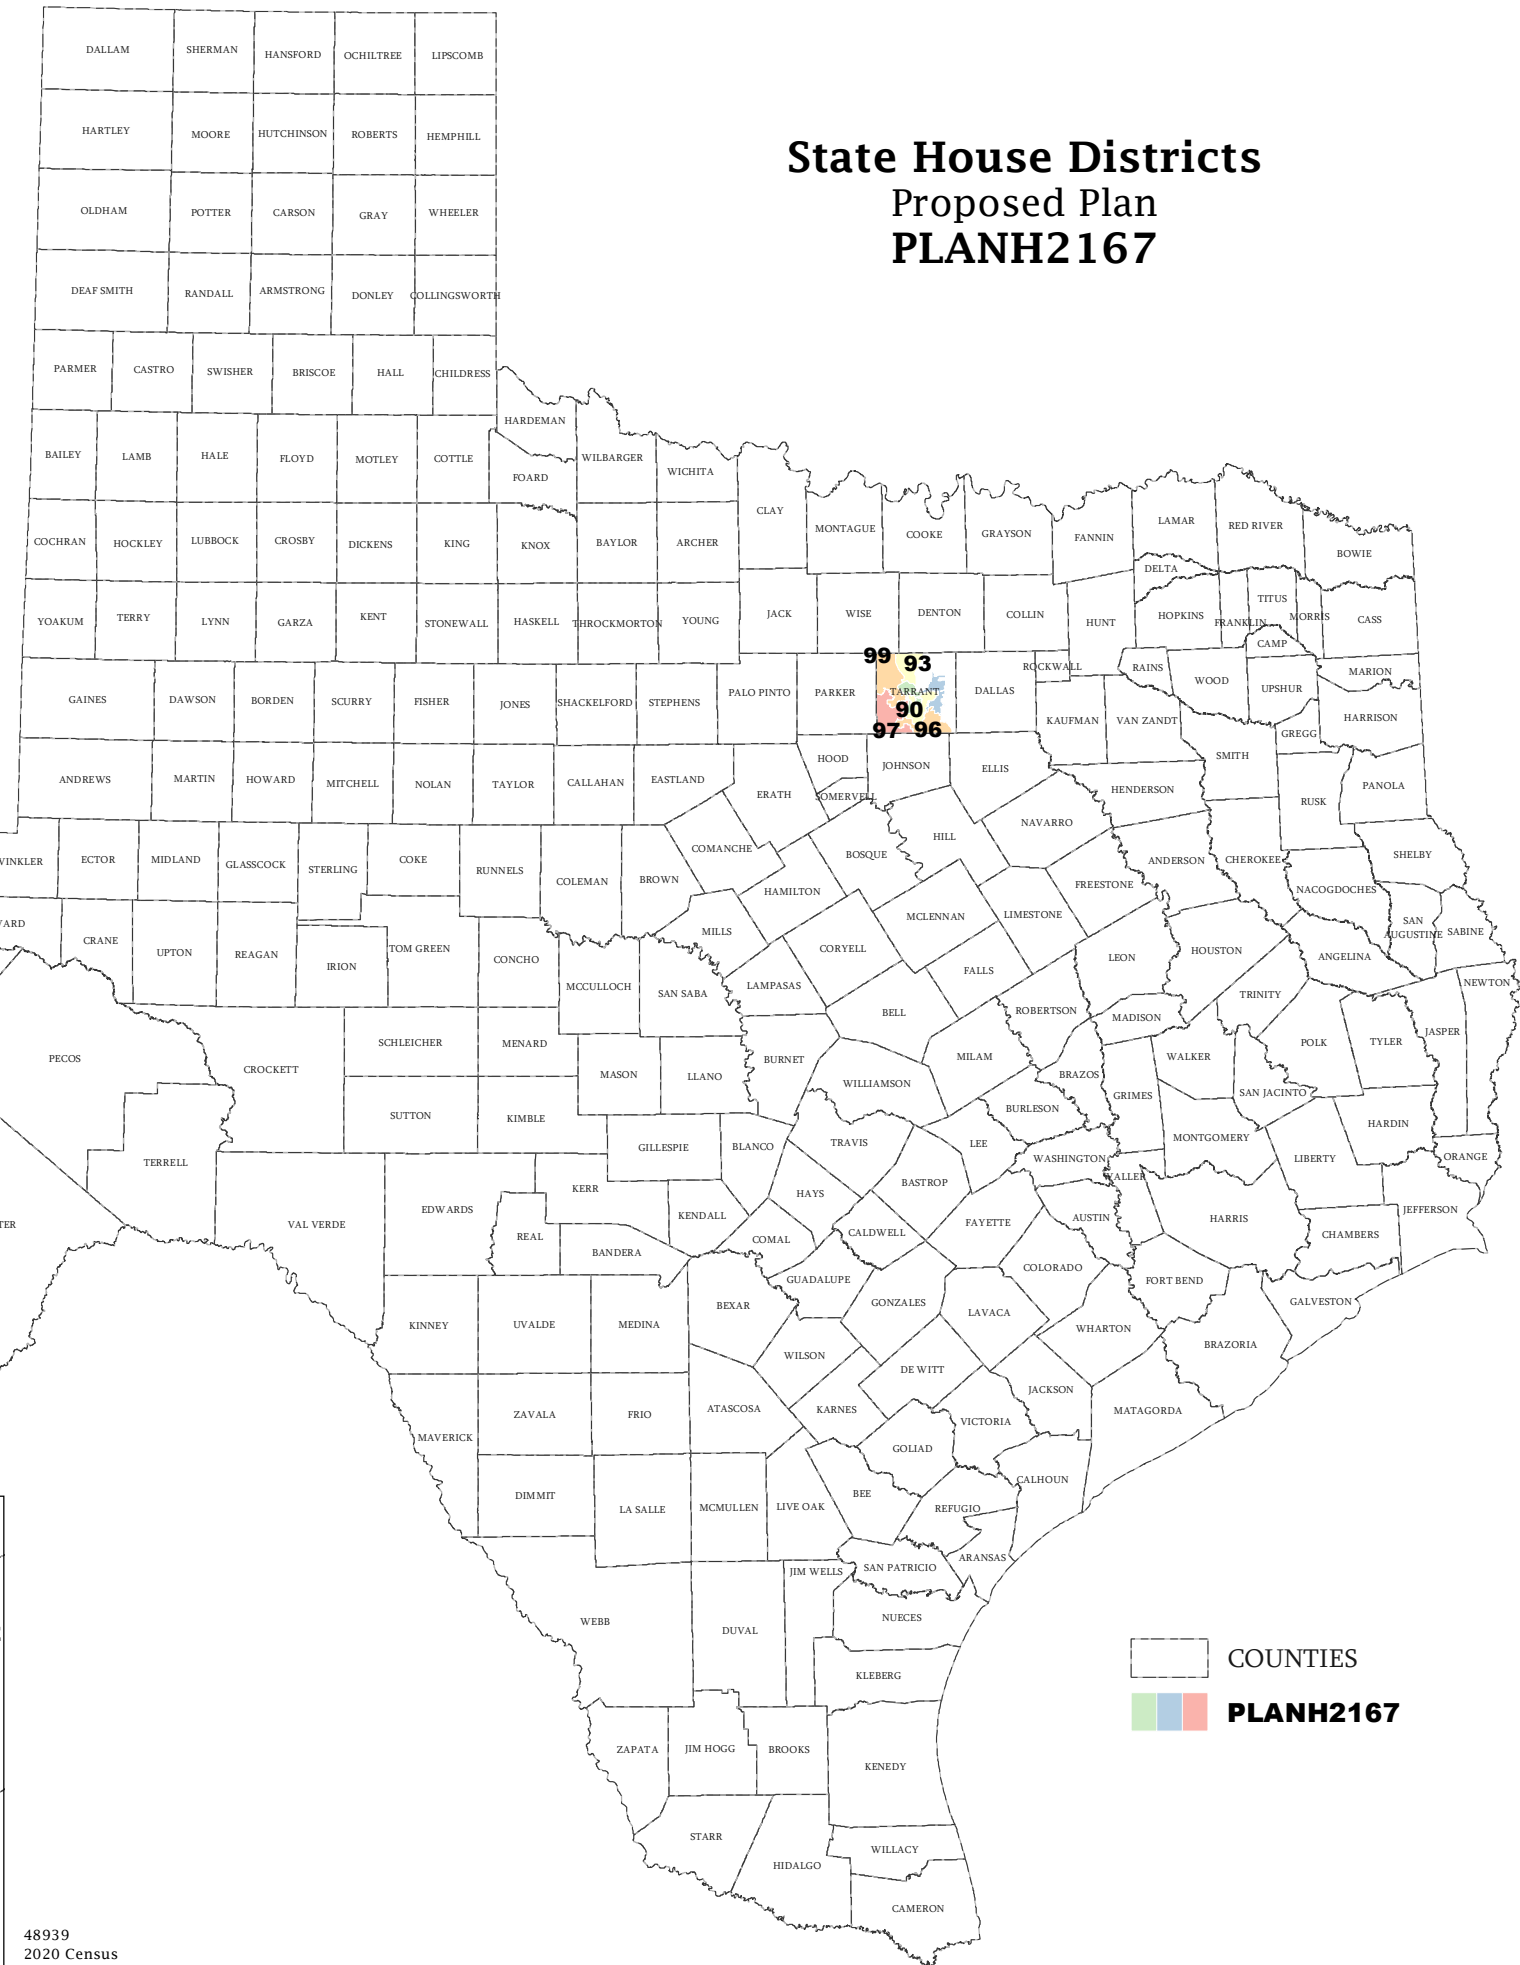 State House Districts
Proposed Plan
PLANH2167
DALLAM
SHERMAN
HANSFORD
OCHILTREE
LIPSCOMB
HARTLEY
MOORE
HUTCHINSON
ROBERTS
HEMPHILL
OLDHAM
POTTER
CARSON
GRAY
WHEELER
DEAF SMITH
RANDALL
ARMSTRONG
DONLEY
COLLINGSWORTH
PARMER
CASTRO
SWISHER
BRISCOE
HALL
CHILDRESS
HARDEMAN
BAILEY
LAMB
HALE
FLOYD
MOTLEY
COTTLE
FOARD
WILBARGER
WICHITA
CLAY
MONTAGUE
COOKE
GRAYSON
FANNIN
LAMAR
RED RIVER
BOWIE
DELTA
COCHRAN
HOCKLEY
LUBBOCK
CROSBY
DICKENS
KING
KNOX
BAYLOR
ARCHER
YOAKUM
TERRY
LYNN
GARZA
KENT
STONEWALL
HASKELL
THROCKMORTON
YOUNG
JACK
WISE
DENTON
COLLIN
HUNT
HOPKINS
FRANKLIN
TITUS
MORRIS
CASS
CAMP
99
93
ROCKWALL
RAINS
WOOD
UPSHUR
MARION
GAINES
DAWSON
BORDEN
SCURRY
FISHER
JONES
SHACKELFORD
STEPHENS
PALO PINTO
PARKER
TARRANT
DALLAS
90
97
96
KAUFMAN
VAN ZANDT
HARRISON
GREGG
SMITH
HOOD
JOHNSON
ELLIS
ANDREWS
MARTIN
HOWARD
MITCHELL
NOLAN
TAYLOR
CALLAHAN
EASTLAND
ERATH
SOMERVELL
HENDERSON
RUSK
PANOLA
HILL
NAVARRO
WINKLER
ECTOR
MIDLAND
GLASSCOCK
STERLING
COKE
RUNNELS
COLEMAN
BROWN
COMANCHE
BOSQUE
HAMILTON
FREESTONE
ANDERSON
CHEROKEE
SHELBY
NACOGDOCHES
ARD
CRANE
UPTON
REAGAN
IRION
TOM GREEN
CONCHO
MILLS
CORYELL
MCLENNAN
LIMESTONE
LEON
HOUSTON
ANGELINA
SAN
AUGUSTINE
SABINE
MCCULLOCH
SAN SABA
LAMPASAS
FALLS
BELL
ROBERTSON
MADISON
TRINITY
NEWTON
PECOS
CROCKETT
SCHLEICHER
MENARD
MASON
LLANO
BURNET
WILLIAMSON
MILAM
BRAZOS
WALKER
POLK
TYLER
JASPER
SUTTON
KIMBLE
BURLESON
GRIMES
SAN JACINTO
HARDIN
TERRELL
GILLESPIE
BLANCO
TRAVIS
LEE
WASHINGTON
MONTGOMERY
LIBERTY
ORANGE
WALLER
TER
VAL VERDE
EDWARDS
REAL
KERR
BANDERA
KENDALL
HAYS
COMAL
BASTROP
CALDWELL
FAYETTE
AUSTIN
HARRIS
CHAMBERS
JEFFERSON
GUADALUPE
GONZALES
COLORADO
FORT BEND
GALVESTON
KINNEY
UVALDE
MEDINA
BEXAR
WILSON
LAVACA
WHARTON
BRAZORIA
DE WITT
JACKSON
MATAGORDA
MAVERICK
ZAVALA
FRIO
ATASCOSA
KARNES
VICTORIA
GOLIAD
CALHOUN
DIMMIT
LA SALLE
MCMULLEN
LIVE OAK
BEE
REFUGIO
ARANSAS
SAN PATRICIO
JIM WELLS
WEBB
DUVAL
NUECES
KLEBERG
ZAPATA
JIM HOGG
BROOKS
KENEDY
STARR
HIDALGO
WILLACY
CAMERON
COUNTIES
PLANH2167
48939
2020 Census